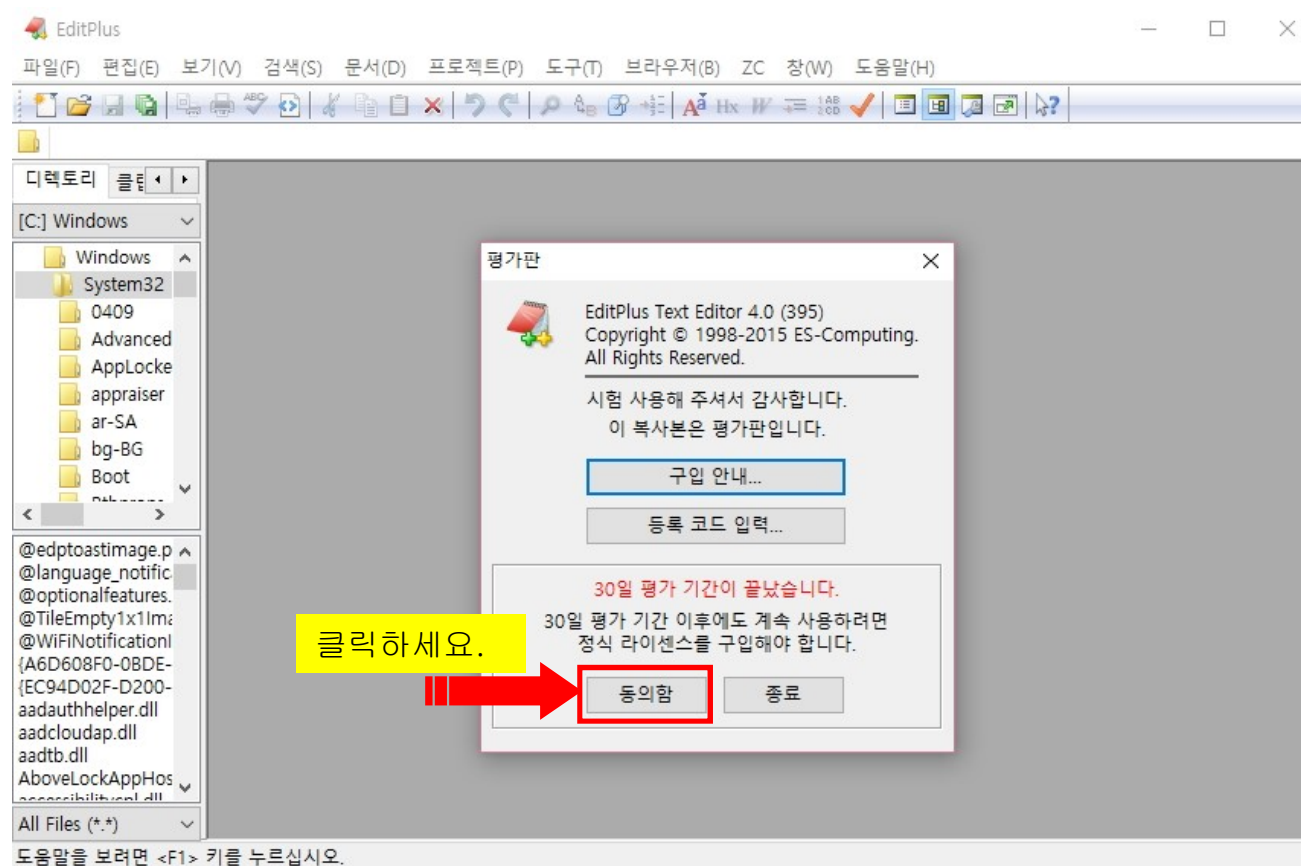 EditPlus
파일(F) 편집(E) 보기(V) 검색(S) 문서(D) 프로젝트(P) 도구(T) 브라우저(B) ZC 창(W) 도움말(H)
디렉토리
[C:] Windows
Windows
System32
0409
Advanced
AppLocke
appraiser
ar-SA
bg-BG
Boot
@edptoastimage.p
@language_notific
@optionalfeatures.
@TileEmpty1x1Ima
@WiFiNotificationI
{A6D608F0-0BDE-
{EC94D02F-D200-
aadauthhelper.dll
aadcloudap.dll
aadtb.dll
AboveLockAppHos
All Files (*.*)
평가판
EditPlus Text Editor 4.0 (395)
Copyright © 1998-2015 ES-Computing.
All Rights Reserved.
시험 사용해 주셔서 감사합니다.
이 복사본은 평가판입니다.
구입 안내...
등록 코드 입력...
30일 평가 기간이 끝났습니다.
30일 평가 기간 이후에도 계속 사용하려면
정식 라이센스를 구입해야 합니다.
클릭하세요.
동의함 종료
도움말을 보려면 <F1> 키를 누르십시오.